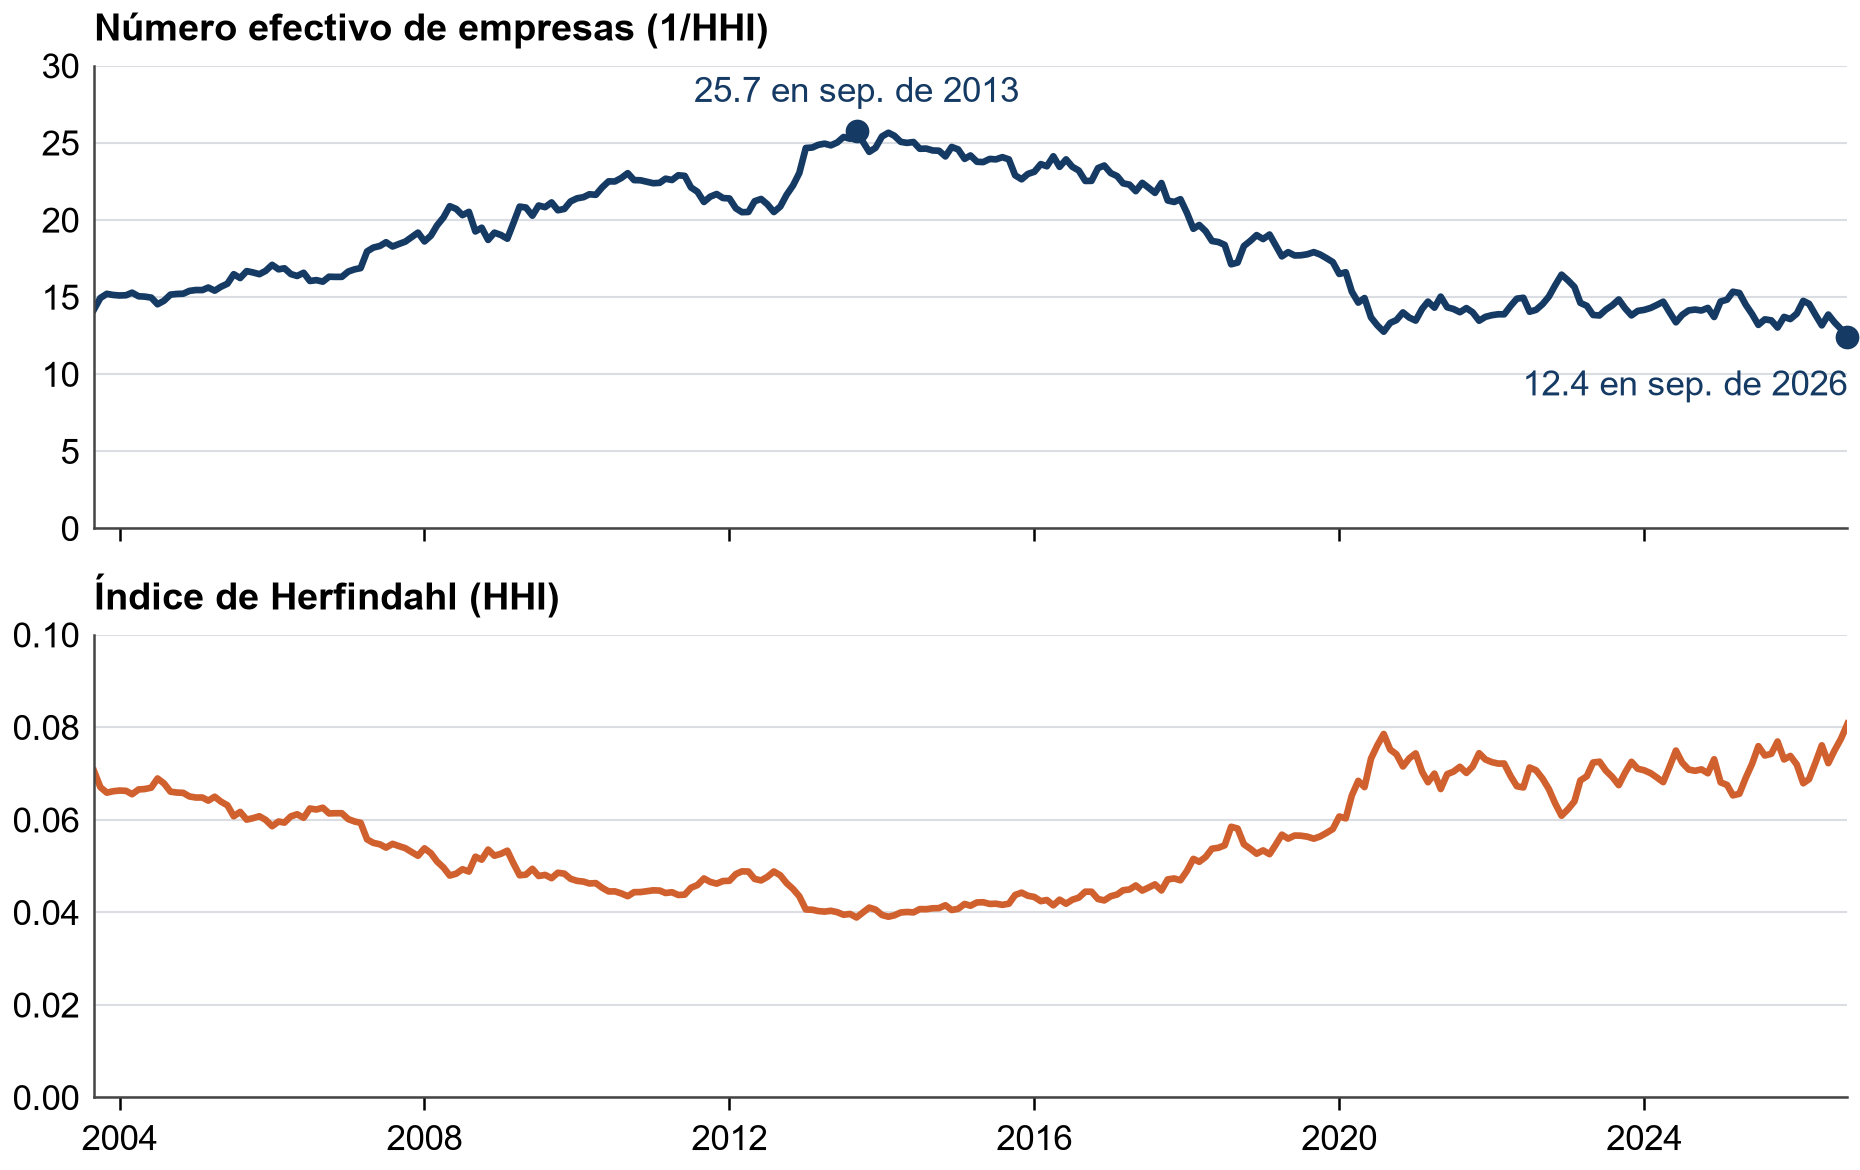 Número efectivo de empresas (1/HHI)
30
25.7 en sep. de 2013
25
20
15
10
12.4 en sep. de 2026
5
0
Índice de Herfindahl (HHI)
0.10
0.08
0.06
0.04
0.02
0.00
2004 2008 2012 2016 2020 2024